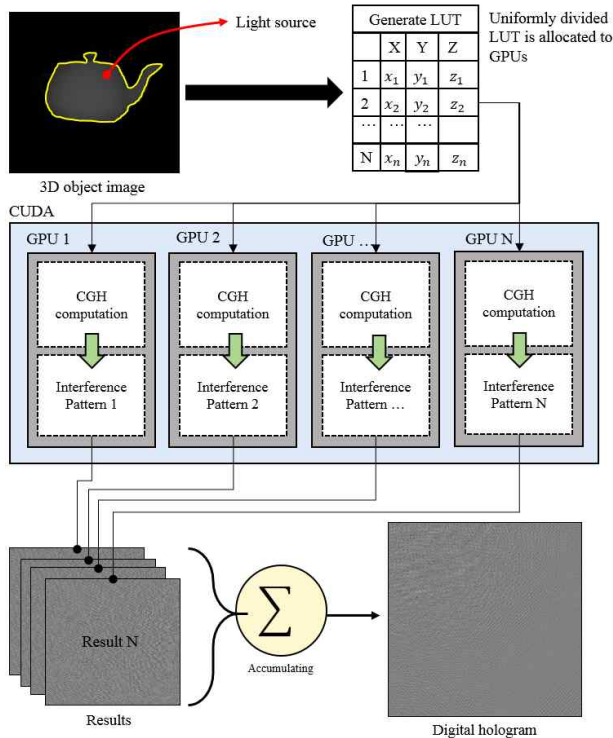 Light source
3D object image
Generate LUT
X Y Z
1 x₁ y₁ z₁
2 x₂ y₂ z₂
... ... ...
N xₙ yₙ zₙ
Uniformly divided
LUT is allocated to
GPUs
CUDA
GPU 1
GPU 2
GPU ...
GPU N
CGH
computation
CGH
computation
CGH
computation
CGH
computation
Interference
Pattern 1
Interference
Pattern 2
Interference
Pattern ...
Interference
Pattern N
Result N
Results
∑
Accumulating
Digital hologram